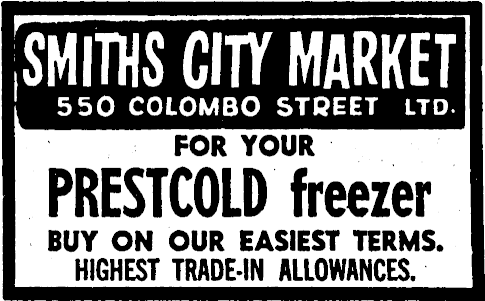 SMITHS CITY MARKET
550 COLOMBO STREET LTD.
FOR YOUR
PRESTCOLD freezer
BUY ON OUR EASIEST TERMS.
HIGHEST TRADE-IN ALLOWANCES.